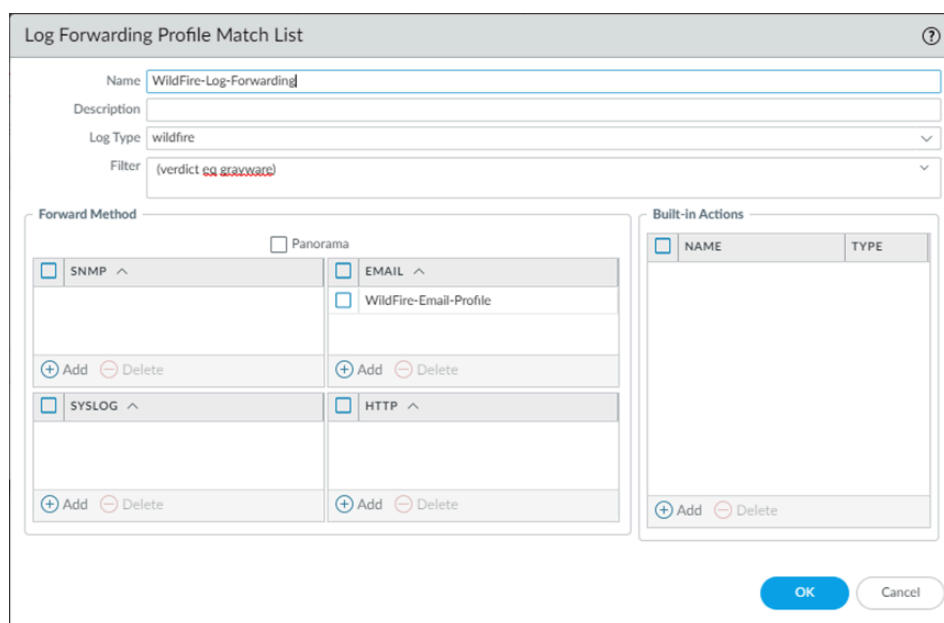 Log Forwarding Profile Match List
Name WildFire-Log-Forwarding
Description
Log Type wildfire
Filter (verdict eq grayware)
Forward Method
Panorama
SNMP
EMAIL
WildFire-Email-Profile
Add Delete
Add Delete
SYSLOG
HTTP
Add Delete
Add Delete
Built-in Actions
NAME TYPE
Add Delete
OK Cancel